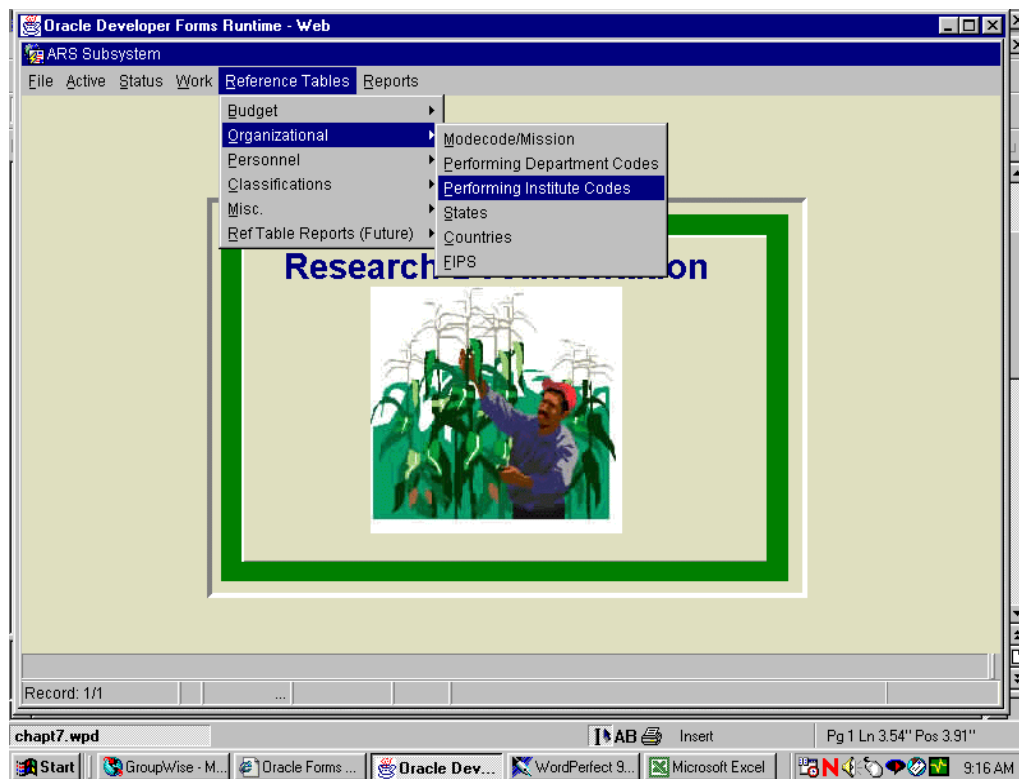 Oracle Developer Forms Runtime - Web
ARS Subsystem
File Active Status Work Reference Tables Reports
Budget
Organizational
Personnel
Classifications
Misc.
Ref Table Reports (Future)
Modecode/Mission
Performing Department Codes
Performing Institute Codes
States
Countries
FIPS
Research
on
Record: 1/1 ...
chapt7.wpd AB Insert Pg 1 Ln 3.54" Pos 3.91"
Start GroupWise - M... Oracle Forms ... Oracle Dev... WordPerfect 9... Microsoft Excel 9:16 AM